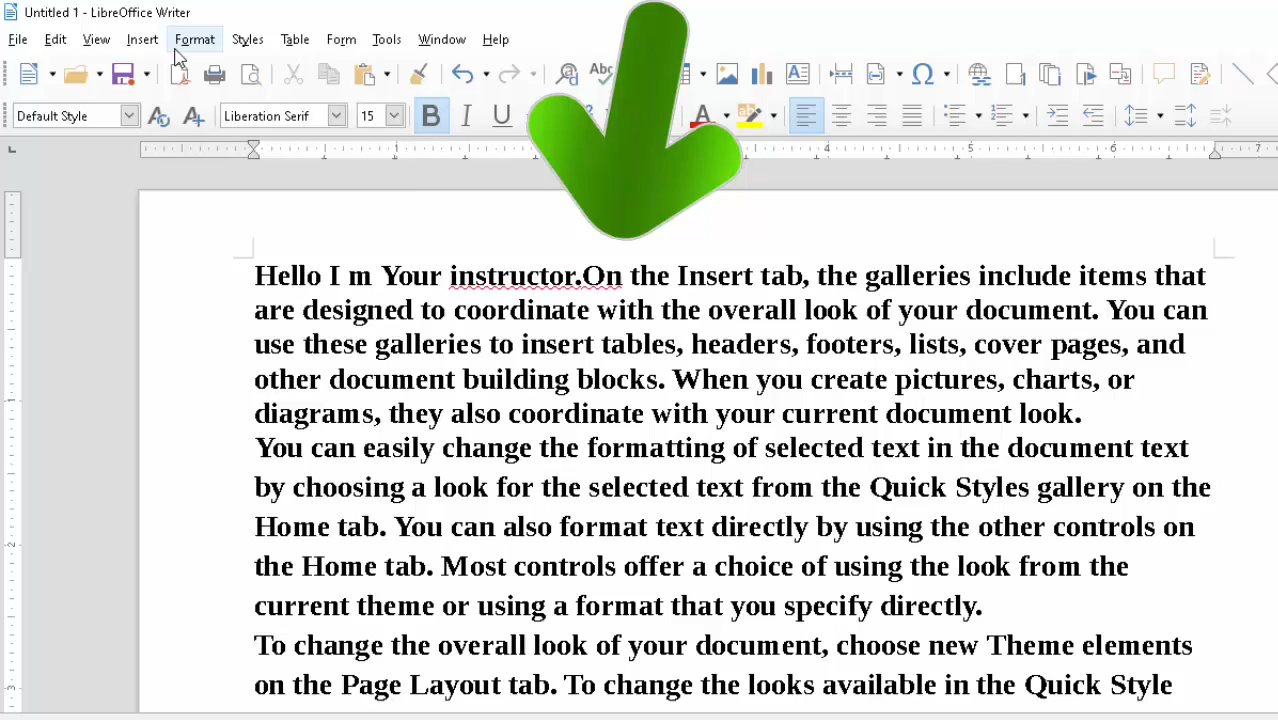 Untitled 1 - LibreOffice Writer
File Edit View Insert Format Styles Table Form Tools Window Help
Abc
Default Style Liberation Serif 15 B I U A
4 5 6 7
Hello I m Your instructor.On the Insert tab, the galleries include items that
are designed to coordinate with the overall look of your document. You can
use these galleries to insert tables, headers, footers, lists, cover pages, and
other document building blocks. When you create pictures, charts, or
diagrams, they also coordinate with your current document look.
You can easily change the formatting of selected text in the document text
by choosing a look for the selected text from the Quick Styles gallery on the
Home tab. You can also format text directly by using the other controls on
the Home tab. Most controls offer a choice of using the look from the
current theme or using a format that you specify directly.
To change the overall look of your document, choose new Theme elements
on the Page Layout tab. To change the looks available in the Quick Style
1
2
3